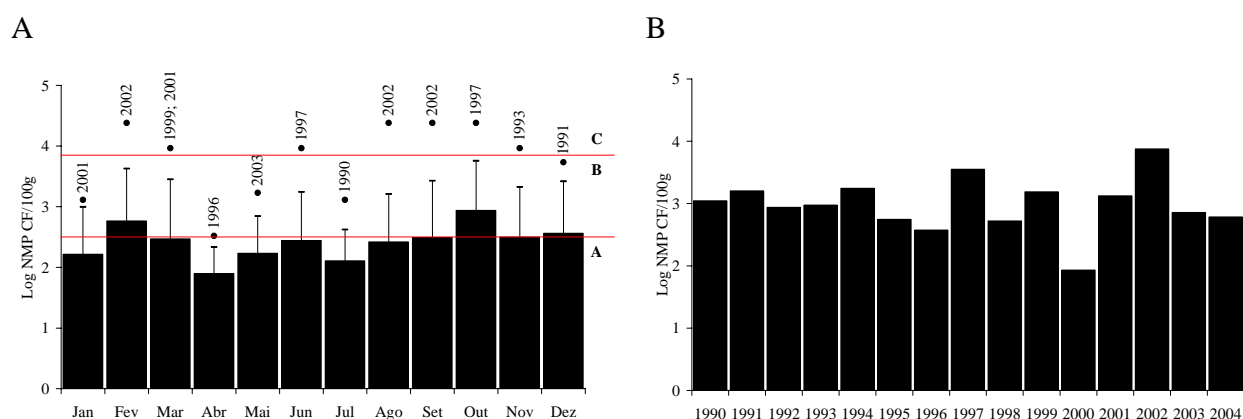 A
B
Log NMP CF/100g
5
4
3
2
1
0
2001
2002
1999; 2001
1996
2003
1997
1990
2002
2002
1997
1993
1991
C
B
A
Jan Fev Mar Abr Mai Jun Jul Ago Set Out Nov Dez
Log NMP CF/100g
5
4
3
2
1
0
1990 1991 1992 1993 1994 1995 1996 1997 1998 1999 2000 2001 2002 2003 2004